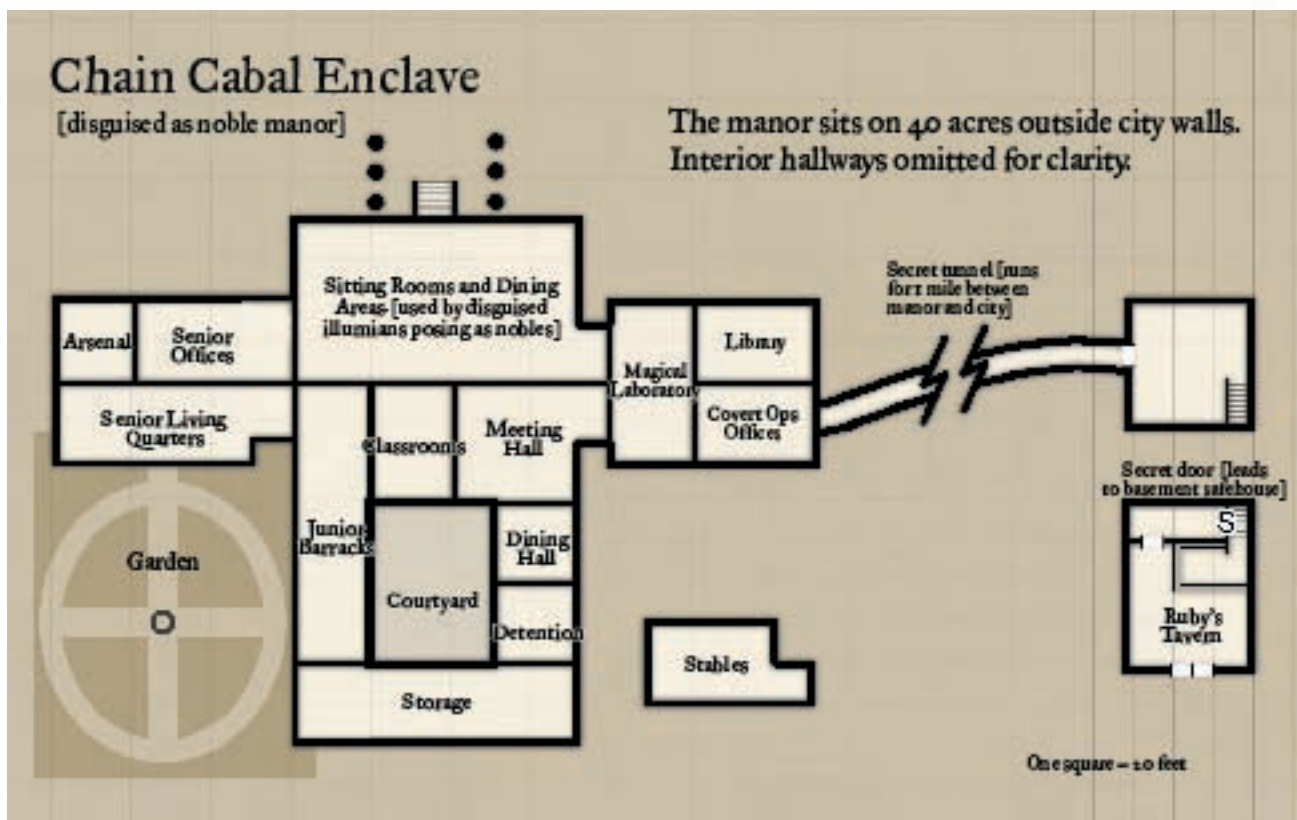 Chain Cabal Enclave
[disguised as noble manor]
The manor sits on 40 acres outside city walls.
Interior hallways omitted for clarity.
Sitting Rooms and Dining
Areas [used by disguised
illumians posing as nobles]
Secret tunnel [runs
for 1 mile between
manor and city]
Arsenal
Senior
Offices
Library
Magical
Laboratory
Senior Living
Quarters
Classrooms
Meeting
Hall
Covert Ops
Offices
Secret door [leads
to basement safehouse]
S
Garden
Junior
Barracks
Dining
Hall
Courtyard
Detention
Ruby's
Tavern
Stables
Storage
One square = 10 feet